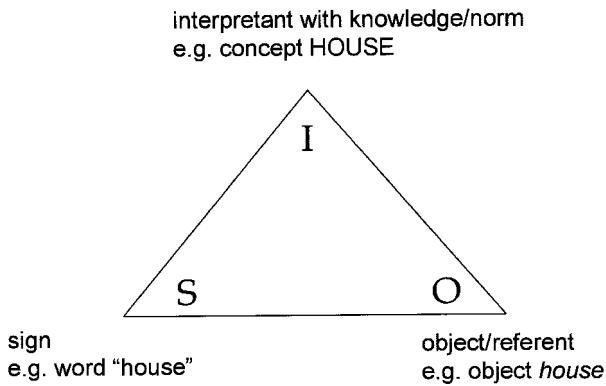 interpretant with knowledge/norm
e.g. concept HOUSE
I
S
O
sign
e.g. word "house"
object/referent
e.g. object house